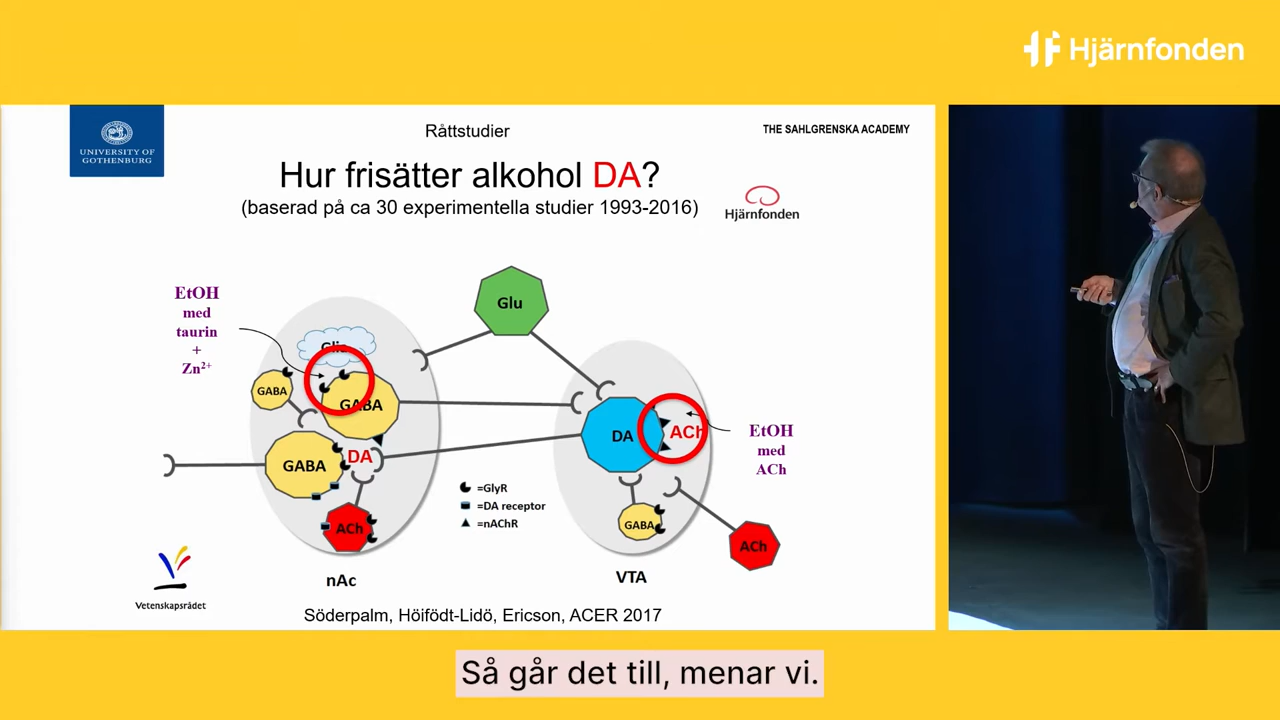 Hjärnfonden
UNIVERSITY OF
GOTHENBURG
Råttstudier
THE SAHLGRENSKA ACADEMY
Hur frisätter alkohol DA?
(baserad på ca 30 experimentella studier 1993-2016)
Hjärnfonden
EtOH
med
taurin
+
Zn²⁺
Glu
Glia
GABA
GABA
GABA
DA
ACh
DA
ACh
EtOH
med
ACh
=GlyR
=DA receptor
=nAChR
GABA
ACh
nAc
VTA
Vetenskapsrådet
Söderpalm, Höifödt-Lidö, Ericson, ACER 2017
Så går det till, menar vi.